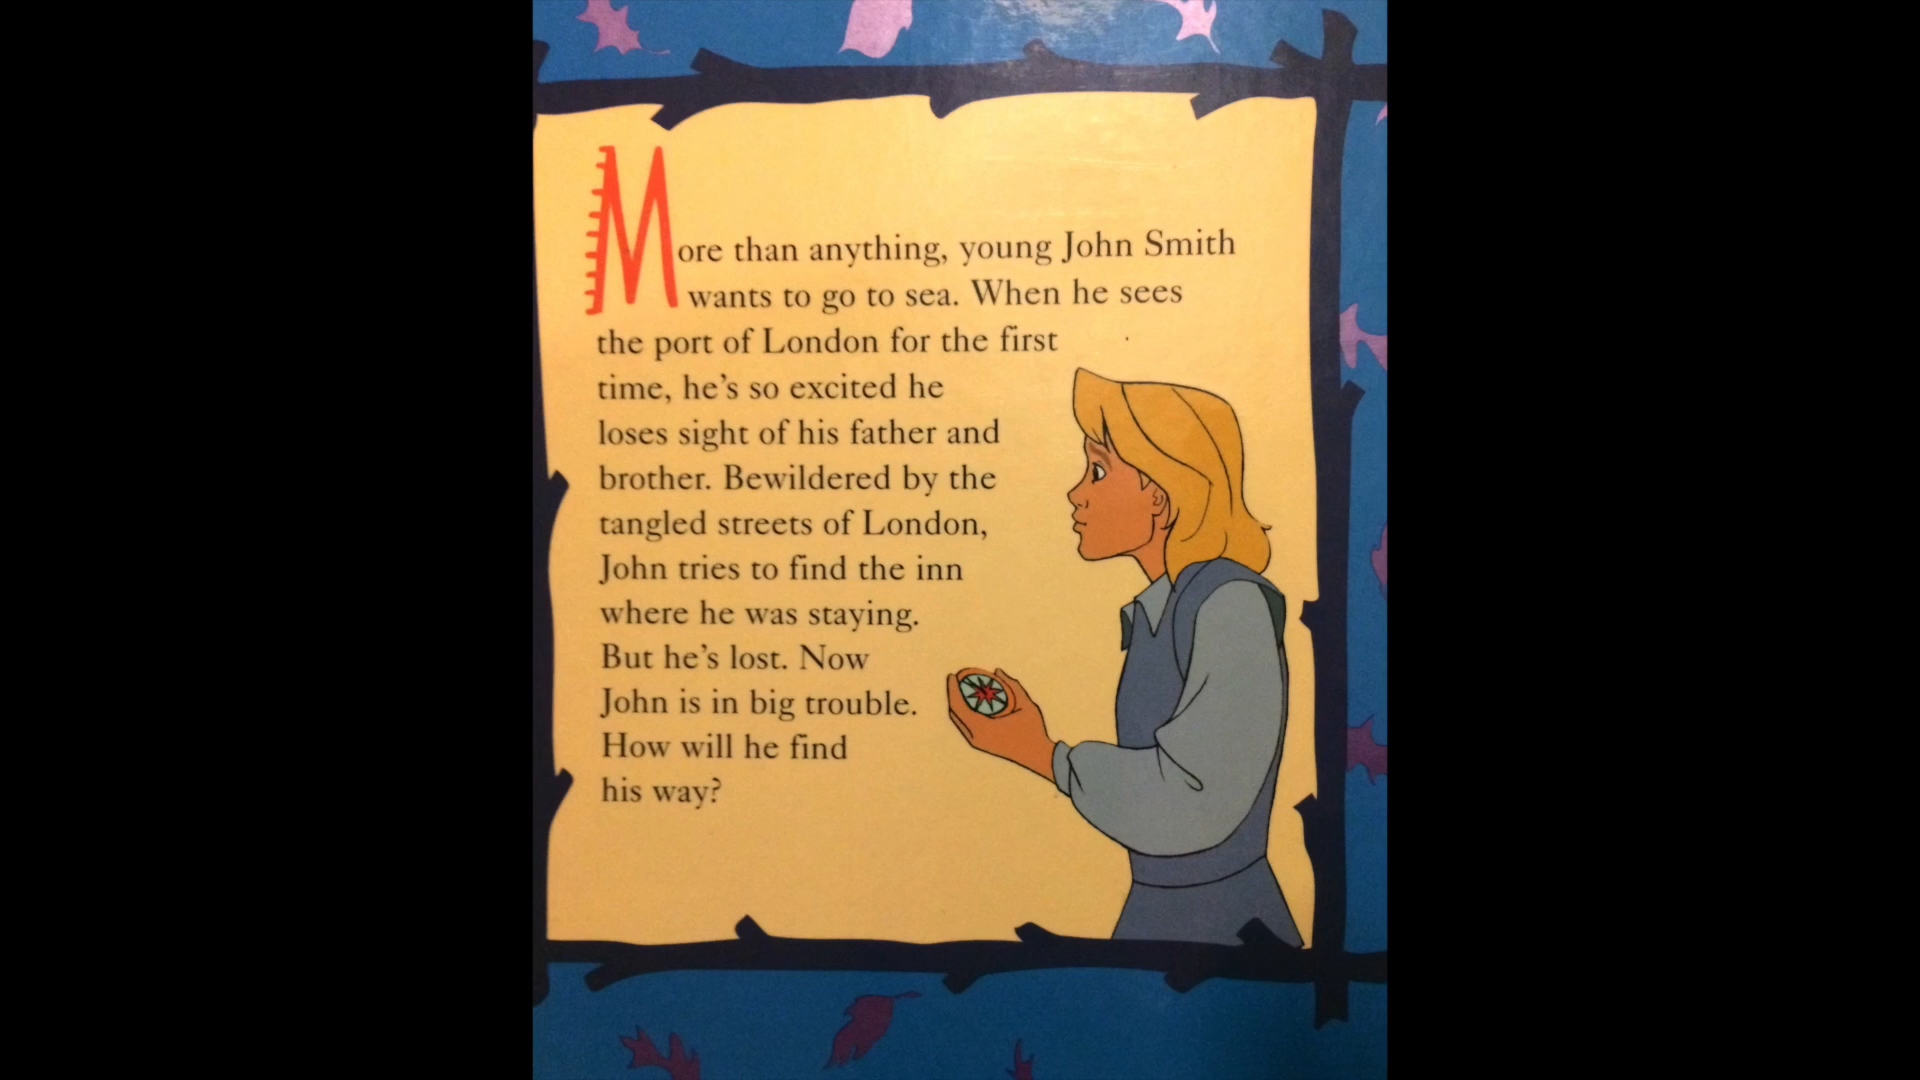 More than anything, young John Smith
wants to go to sea. When he sees
the port of London for the first
time, he's so excited he
loses sight of his father and
brother. Bewildered by the
tangled streets of London,
John tries to find the inn
where he was staying.
But he's lost. Now
John is in big trouble.
How will he find
his way?